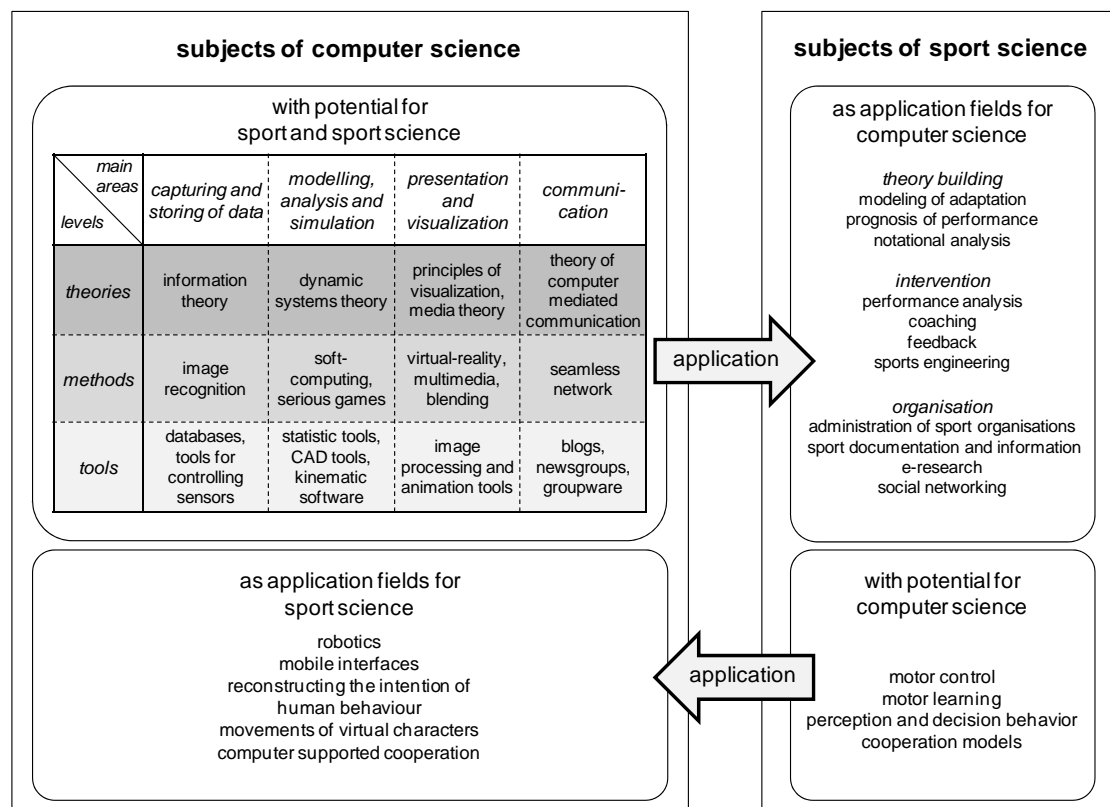 subjects of computer science
with potential for
sport and sport science
main
areas
levels
capturing and
storing of data
modelling,
analysis and
simulation
presentation
and
visualization
communi-
cation
theories
information
theory
dynamic
systems theory
principles of
visualization,
media theory
theory of
computer
mediated
communication
methods
image
recognition
soft-
computing,
serious games
virtual-reality,
multimedia,
blending
seamless
network
tools
databases,
tools for
controlling
sensors
statistic tools,
CAD tools,
kinematic
software
image
processing and
animation tools
blogs,
newsgroups,
groupware
as application fields for
sport science
robotics
mobile interfaces
reconstructing the intention of
human behaviour
movements of virtual characters
computer supported cooperation
application
application
subjects of sport science
as application fields for
computer science
theory building
modeling of adaptation
prognosis of performance
notational analysis
intervention
performance analysis
coaching
feedback
sports engineering
organisation
administration of sport organisations
sport documentation and information
e-research
social networking
with potential for
computer science
motor control
motor learning
perception and decision behavior
cooperation models